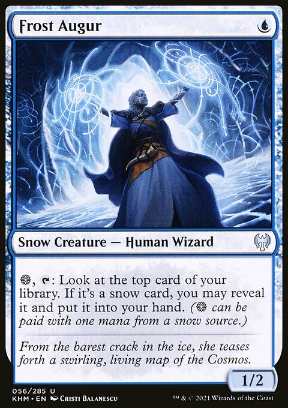 Frost Augur
Snow Creature — Human Wizard
: Look at the top card of your
library. If it's a snow card, you may reveal
it and put it into your hand. ( can
be paid with one mana from a snow source.)
From the barest crack in the ice, she teases
forth a swirling, living map of the Cosmos.
1/2
056/285 U
KHM • EN Cristi Balanescu
™ & © 2021 Wizards of the Coast